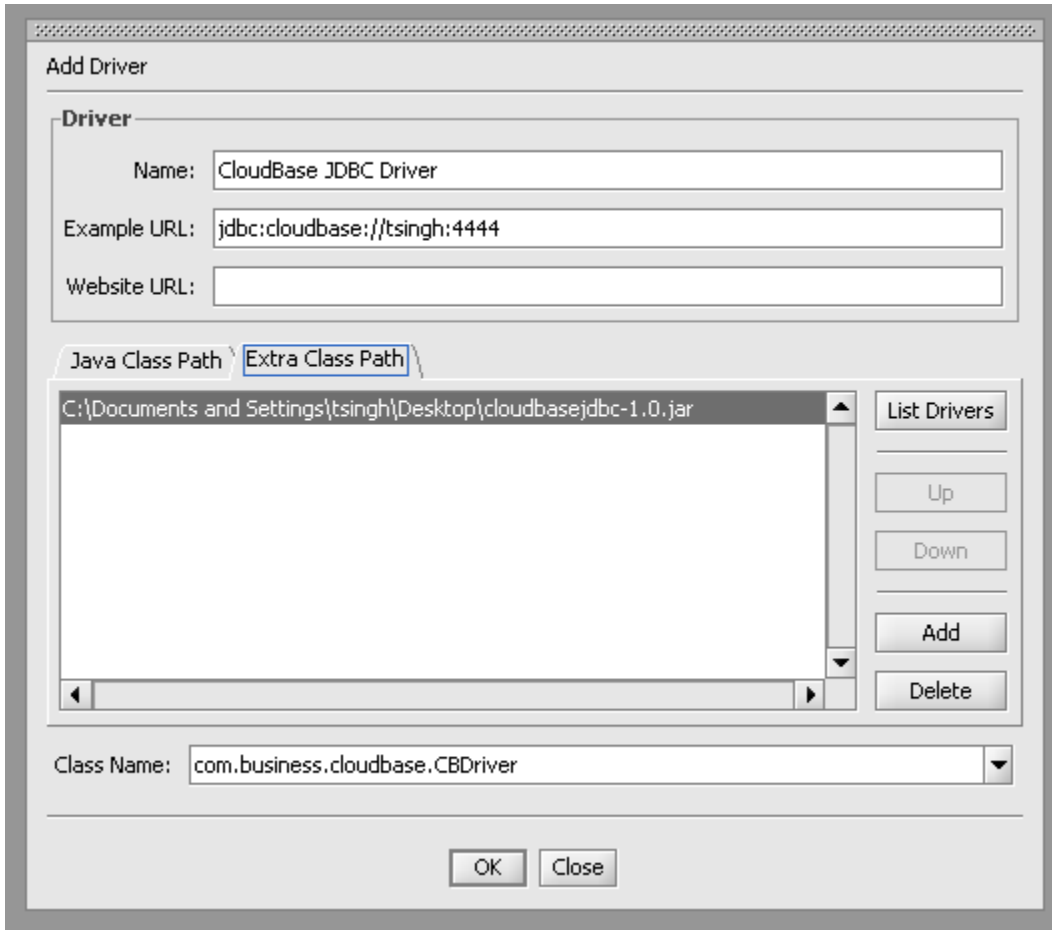 Add Driver
Driver
Name: CloudBase JDBC Driver
Example URL: jdbc:cloudbase://tsingh:4444
Website URL:
Java Class Path Extra Class Path
C:\Documents and Settings\tsingh\Desktop\cloudbasejdbc-1.0.jar
List Drivers
Up
Down
Add
Delete
Class Name: com.business.cloudbase.CBDriver
OK Close